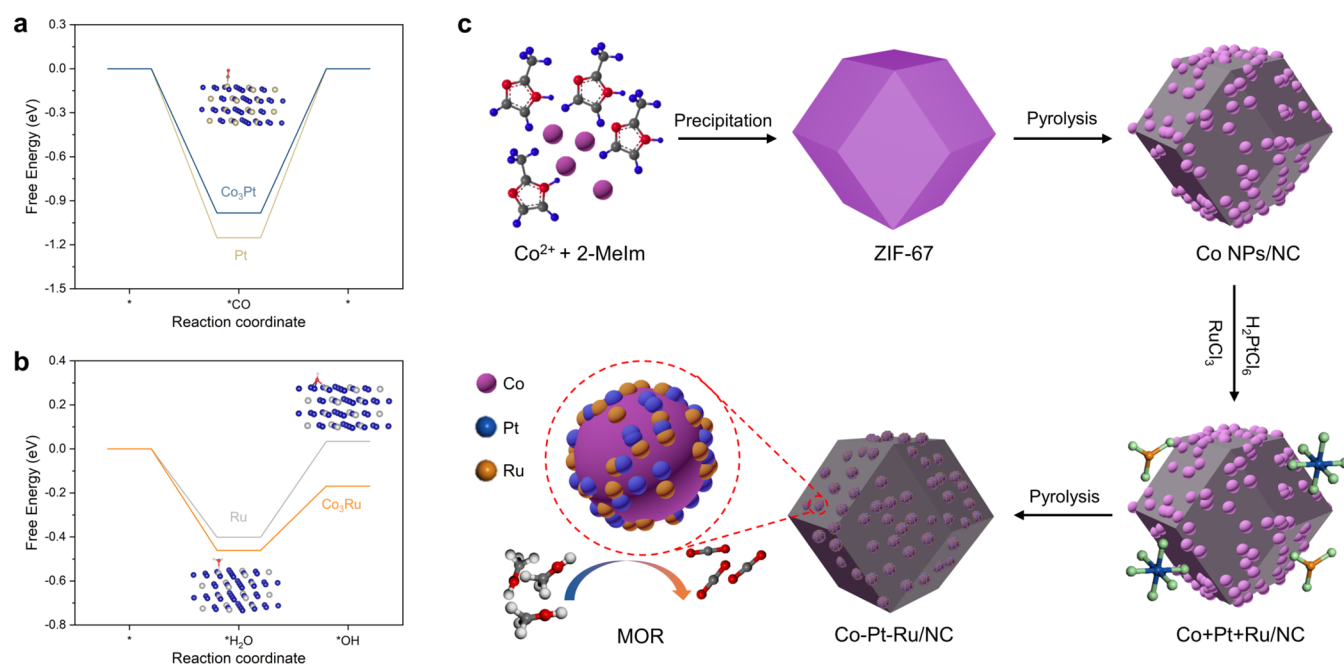 a
0.3
0.0
-0.3
-0.6
-0.9
-1.2
-1.5
Free Energy (eV)
Co₃Pt
Pt
*
*CO
*
Reaction coordinate
b
0.4
0.2
0.0
-0.2
-0.4
-0.6
-0.8
Free Energy (eV)
Ru
Co₃Ru
*
*H₂O
*OH
Reaction coordinate
c
Precipitation
Pyrolysis
Co²⁺ + 2-MeIm
ZIF-67
Co NPs/NC
H₂PtCl₆
RuCl₃
Co
Pt
Ru
Pyrolysis
MOR
Co-Pt-Ru/NC
Co+Pt+Ru/NC